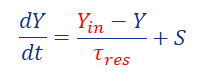 dY/dt = (Y_in − Y)/τ_res + S